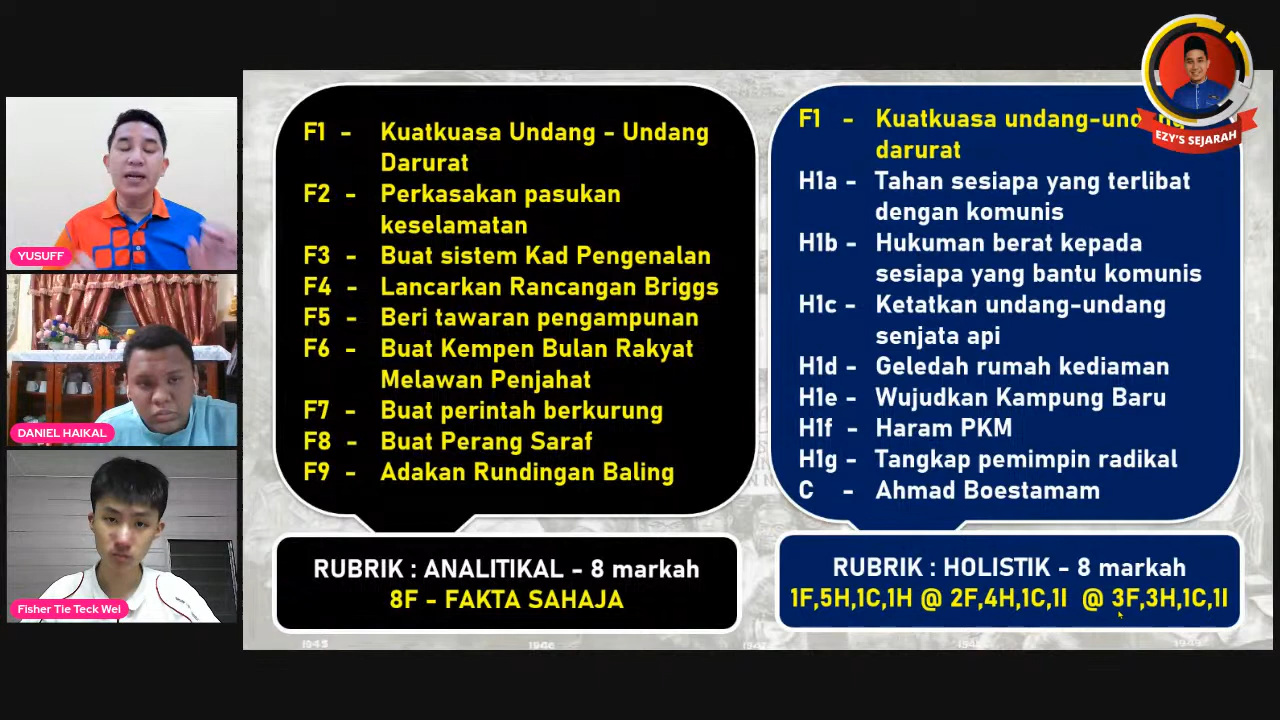 YUSUFF
DANIEL HAIKAL
Fisher Tie Teck Wei
F1 - Kuatkuasa Undang - Undang
Darurat
F2 - Perkasakan pasukan
keselamatan
F3 - Buat sistem Kad Pengenalan
F4 - Lancarkan Rancangan Briggs
F5 - Beri tawaran pengampunan
F6 - Buat Kempen Bulan Rakyat
Melawan Penjahat
F7 - Buat perintah berkurung
F8 - Buat Perang Saraf
F9 - Adakan Rundingan Baling
RUBRIK : ANALITIKAL - 8 markah
8F - FAKTA SAHAJA
F1 - Kuatkuasa
darurat
H1a - Tahan sesiapa yang terlibat
dengan komunis
H1b - Hukuman berat kepada
sesiapa yang bantu komunis
H1c - Ketatkan undang-undang
senjata api
H1d - Geledah rumah kediaman
H1e - Wujudkan Kampung Baru
H1f - Haram PKM
H1g - Tangkap pemimpin radikal
C - Ahmad Boestamam
RUBRIK : HOLISTIK - 8 markah
1F,5H,1C,1H @ 2F,4H,1C,1I @ 3F,3H,1C,1I
EZY'S SEJARAH
1945